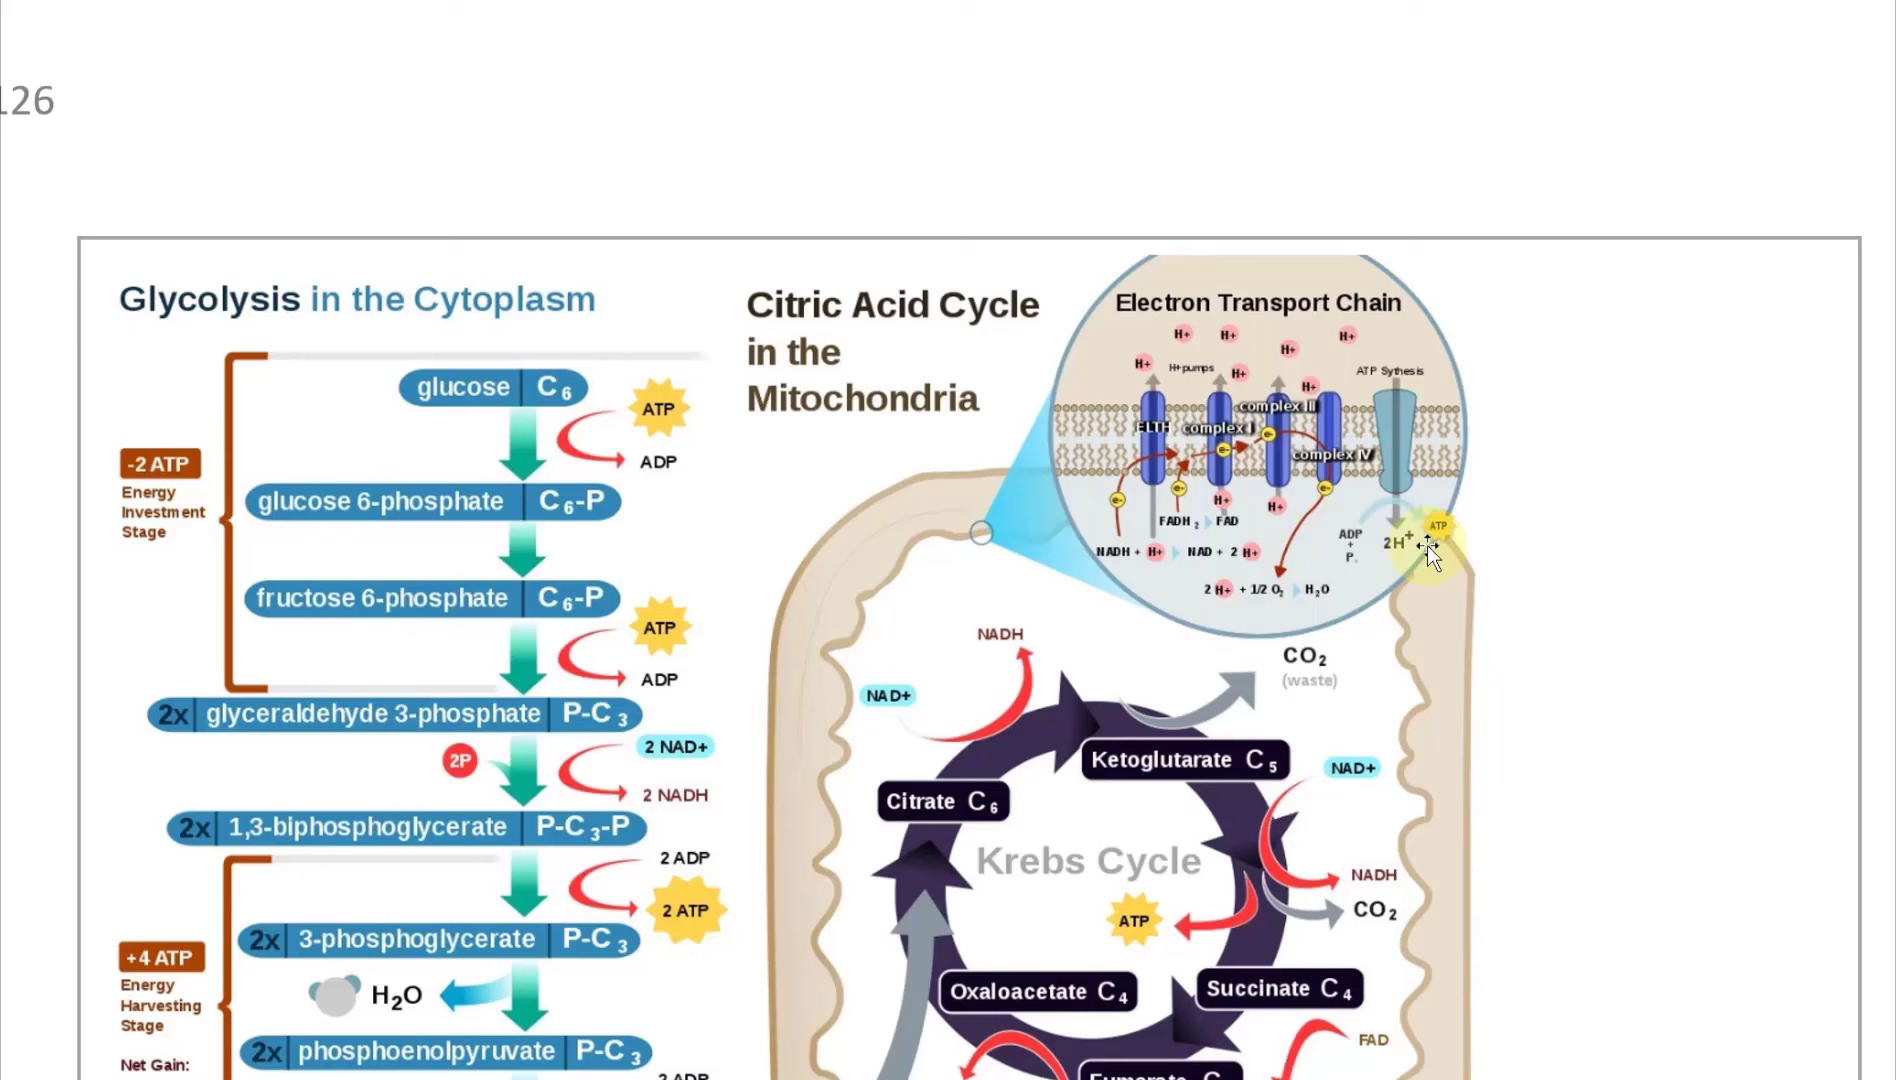 126
Glycolysis in the Cytoplasm
glucose C6
ATP
ADP
-2 ATP
Energy
Investment
Stage
glucose 6-phosphate C6-P
fructose 6-phosphate C6-P
ATP
ADP
2x glyceraldehyde 3-phosphate P-C3
2P
2 NAD+
2 NADH
2x 1,3-biphosphoglycerate P-C3-P
2 ADP
2 ATP
2x 3-phosphoglycerate P-C3
+4 ATP
Energy
Harvesting
Stage
Net Gain:
H2O
2x phosphoenolpyruvate P-C3
2 ADP
Citric Acid Cycle
in the
Mitochondria
Electron Transport Chain
H+ H+ H+
H+ H+
H+ pumps H+ H+
ATP Sythesis
complex III
ELTH complex I
complex IV
e- e- e- e- e-
H+ H+
FADH2 FAD
NADH + H+ NAD + 2 H+
2 H+ + 1/2 O2 H2O
ADP
+
P
2H+
ATP
NADH
NAD+
CO2
(waste)
Ketoglutarate C5
NAD+
Citrate C6
Krebs Cycle
NADH
CO2
ATP
Oxaloacetate C4
Succinate C4
FAD
Fumarate C